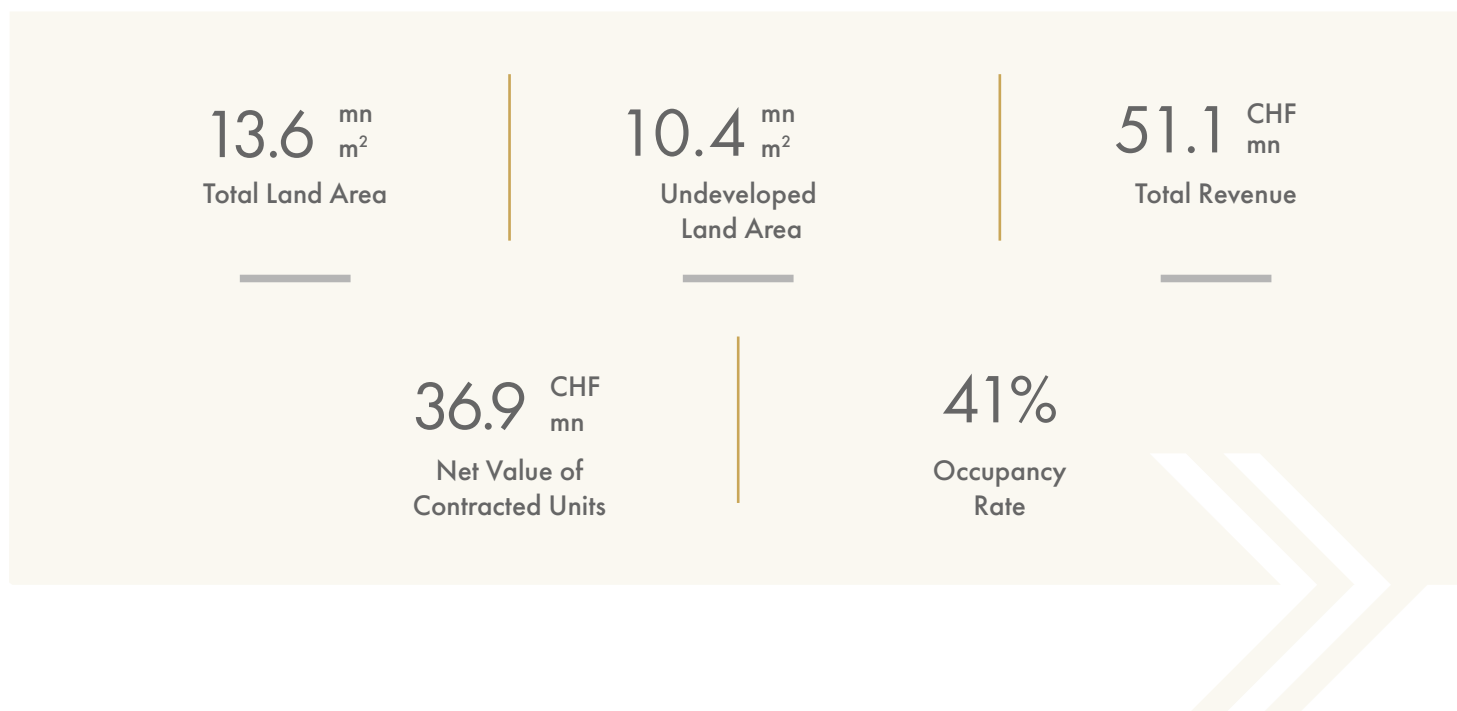 13.6 mn m²
Total Land Area
10.4 mn m²
Undeveloped
Land Area
51.1 CHF mn
Total Revenue
36.9 CHF mn
Net Value of
Contracted Units
41%
Occupancy
Rate